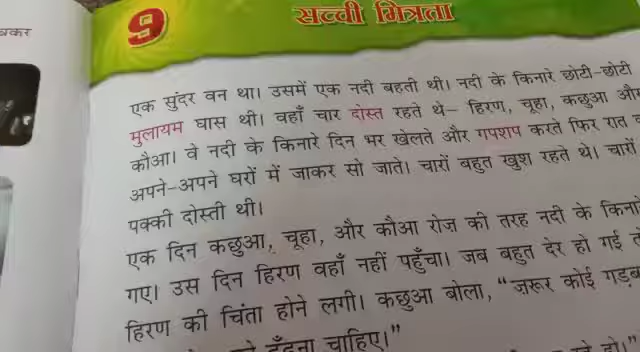 9
सच्ची मित्रता
एक सुंदर वन था। उसमें एक नदी बहती थी। नदी के किनारे छोटी-छोटी
मुलायम घास थी। वहाँ चार दोस्त रहते थे– हिरण, चूहा, कछुआ और
कौआ। वे नदी के किनारे दिन भर खेलते और गपशप करते फिर रात
अपने-अपने घरों में जाकर सो जाते। चारों बहुत खुश रहते थे। चारों
पक्की दोस्ती थी।
एक दिन कछुआ, चूहा, और कौआ रोज़ की तरह नदी के किनारे
गए। उस दिन हिरण वहाँ नहीं पहुँचा। जब बहुत देर हो गई
हिरण की चिंता होने लगी। कछुआ बोला, “ज़रूर कोई
ढूँढ़ना चाहिए।”